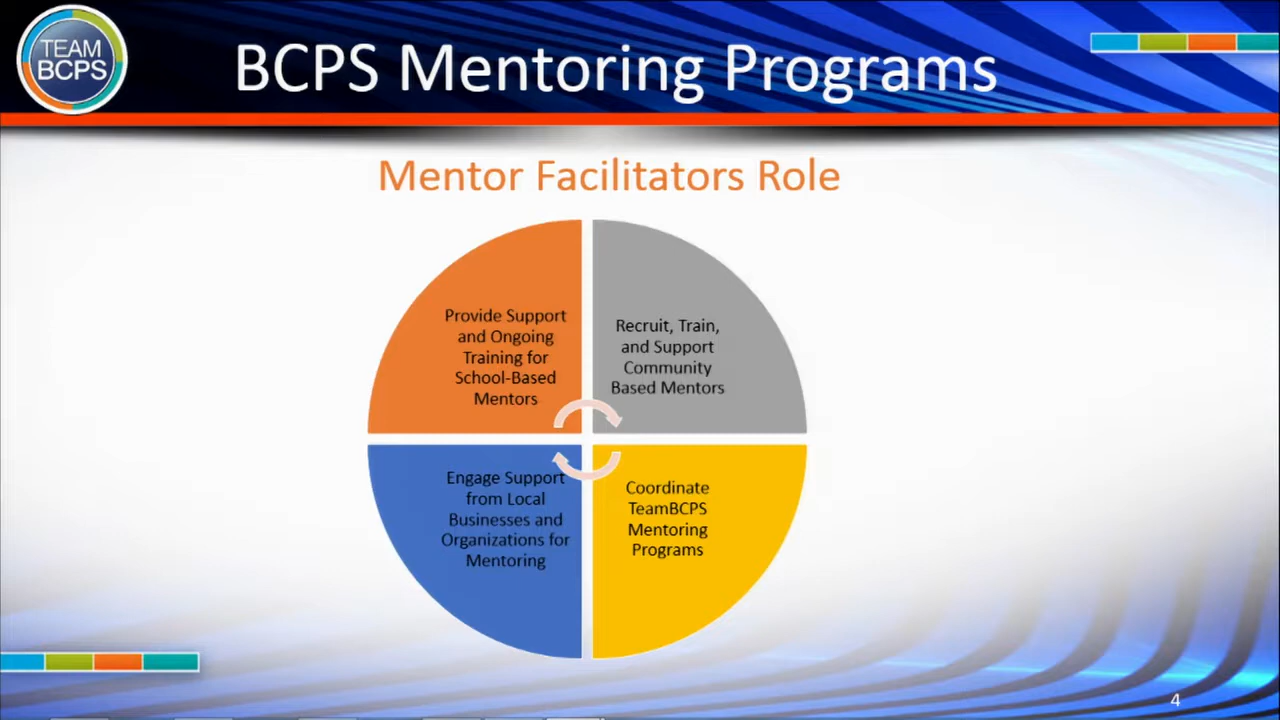 TEAM
BCPS
BCPS Mentoring Programs
Mentor Facilitators Role
Provide Support
and Ongoing
Training for
School-Based
Mentors
Recruit, Train,
and Support
Community
Based Mentors
Engage Support
from Local
Businesses and
Organizations for
Mentoring
Coordinate
TeamBCPS
Mentoring
Programs
4